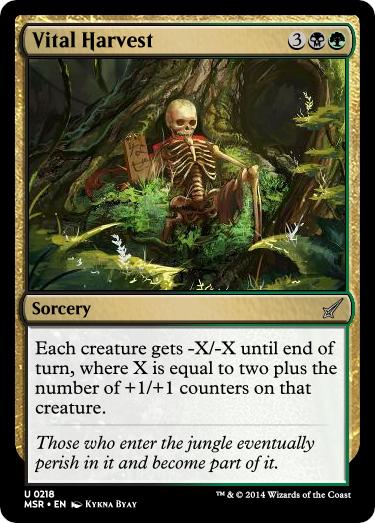 Vital Harvest 3
Sorcery
Each creature gets -X/-X until end of
turn, where X is equal to two plus the
number of +1/+1 counters on that
creature.
Those who enter the jungle eventually
perish in it and become part of it.
U 0218
MSR • EN Kykna Byay
™ & © 2014 Wizards of the Coast